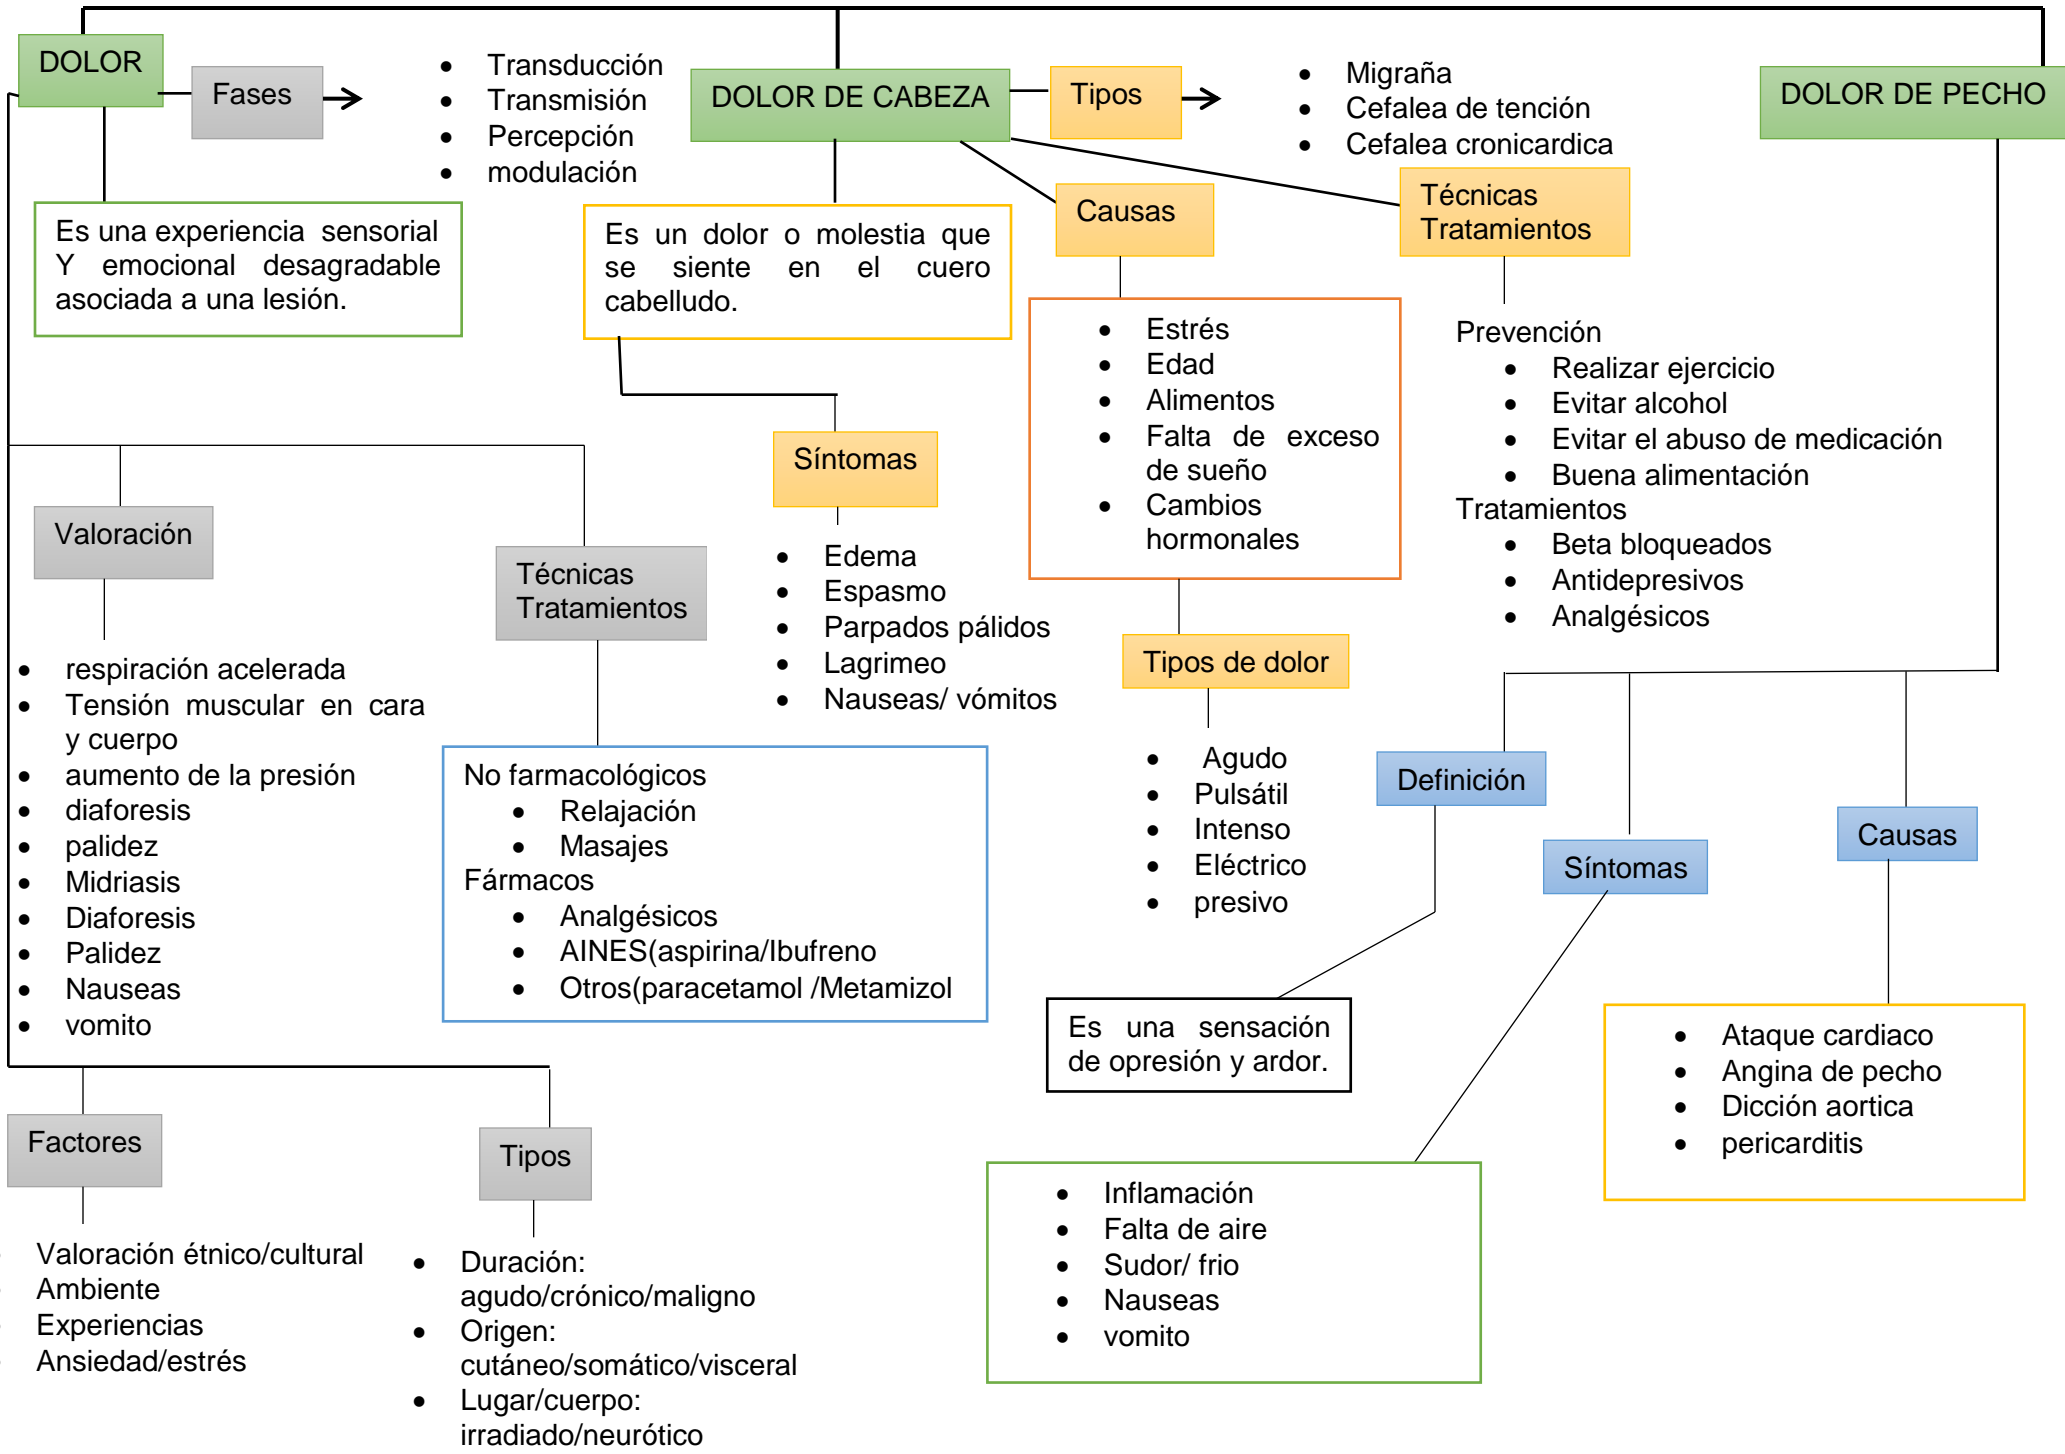 DOLOR
Fases
Transducción
Transmisión
Percepción
modulación
Es una experiencia sensorial
Y emocional desagradable
asociada a una lesión.
Valoración
respiración acelerada
Tensión muscular en cara
y cuerpo
aumento de la presión
diaforesis
palidez
Midriasis
Diaforesis
Palidez
Nauseas
vomito
Técnicas
Tratamientos
No farmacológicos
Relajación
Masajes
Fármacos
Analgésicos
AINES(aspirina/Ibufreno
Otros(paracetamol /Metamizol
Factores
Valoración étnico/cultural
Ambiente
Experiencias
Ansiedad/estrés
Tipos
Duración:
agudo/crónico/maligno
Origen:
cutáneo/somático/visceral
Lugar/cuerpo:
irradiado/neurótico
DOLOR DE CABEZA
Tipos
Migraña
Cefalea de tención
Cefalea cronicardica
Es un dolor o molestia que
se siente en el cuero
cabelludo.
Síntomas
Edema
Espasmo
Parpados pálidos
Lagrimeo
Nauseas/ vómitos
Causas
Estrés
Edad
Alimentos
Falta de exceso
de sueño
Cambios
hormonales
Tipos de dolor
Agudo
Pulsátil
Intenso
Eléctrico
presivo
Técnicas
Tratamientos
Prevención
Realizar ejercicio
Evitar alcohol
Evitar el abuso de medicación
Buena alimentación
Tratamientos
Beta bloqueados
Antidepresivos
Analgésicos
DOLOR DE PECHO
Definición
Es una sensación
de opresión y ardor.
Síntomas
Inflamación
Falta de aire
Sudor/ frio
Nauseas
vomito
Causas
Ataque cardiaco
Angina de pecho
Dicción aortica
pericarditis